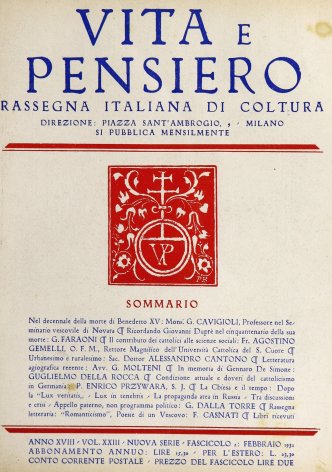 VITA E
PENSIERO
RASSEGNA ITALIANA DI COLTURA
DIREZIONE: PIAZZA SANT'AMBROGIO, 9 - MILANO
SI PUBBLICA MENSILMENTE
VP
SOMMARIO
Nel decennale della morte di Benedetto XV: Mons. G. CAVIGIOLI, Professore nel Se-
minario vescovile di Novara ¶ Ricordando Giovanni Duprè nel cinquantenario della sua
morte: G. FARAONI ¶ Il contributo dei cattolici alle scienze sociali: Fr. AGOSTINO
GEMELLI, O. F. M., Rettore Magnifico dell'Università Cattolica del S. Cuore ¶
Urbanesimo e ruralesimo: Sac. Dottor ALESSANDRO CANTONO ¶ Letteratura
agiografica recente: Avv. G. MOLTENI ¶ In memoria di Gennaro De Simone:
GUGLIELMO DELLA ROCCA ¶ Condizione attuale e doveri del cattolicismo
in Germania: P. ENRICO PRZYWARA, S. J. ¶ La Chiesa e il tempo: Dopo
la "Lux veritatis" - Lux in tenebris - La propaganda atea in Russia - Tra discussioni
e crisi - Appello paterno, non programma politico: G. DALLA TORRE ¶ Rassegna
letteraria: "Romanticismo", Poesie di un Vescovo: F. CASNATI ¶ Libri ricevuti
ANNO XVIII - VOL. XXIII - NUOVA SERIE - FASCICOLO 2: FEBBRAIO 1932
ABBONAMENTO ANNUO: LIRE 15,30 - PER L'ESTERO: L. 25,30
CONTO CORRENTE POSTALE - PREZZO DEL FASCICOLO LIRE DUE